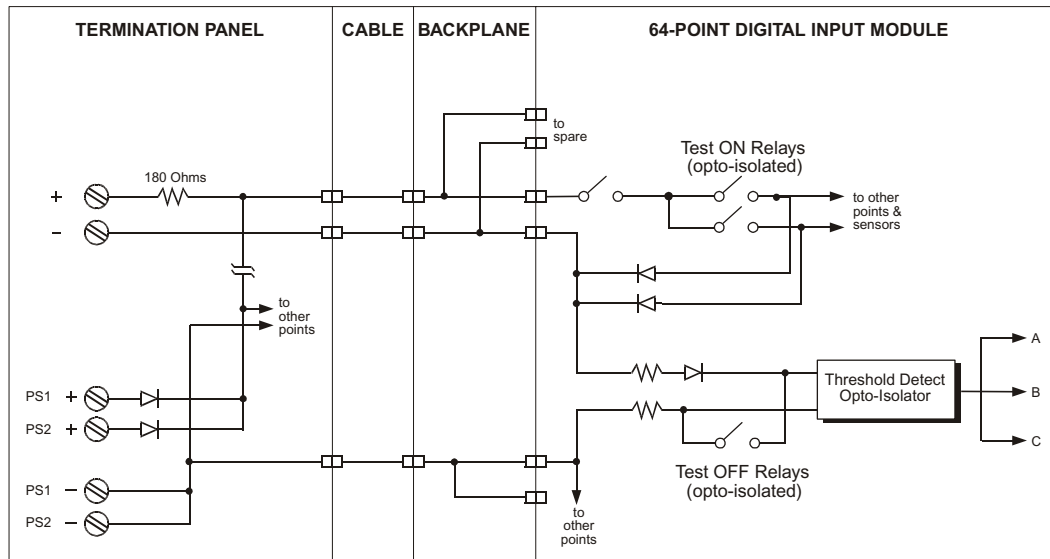 TERMINATION PANEL
CABLE
BACKPLANE
64-POINT DIGITAL INPUT MODULE
to
spare
Test ON Relays
(opto-isolated)
180 Ohms
+
−
to other
points &
sensors
to
other
points
PS1 +
PS2 +
Threshold Detect
Opto-Isolator
A
B
C
Test OFF Relays
(opto-isolated)
PS1 −
PS2 −
to
other
points